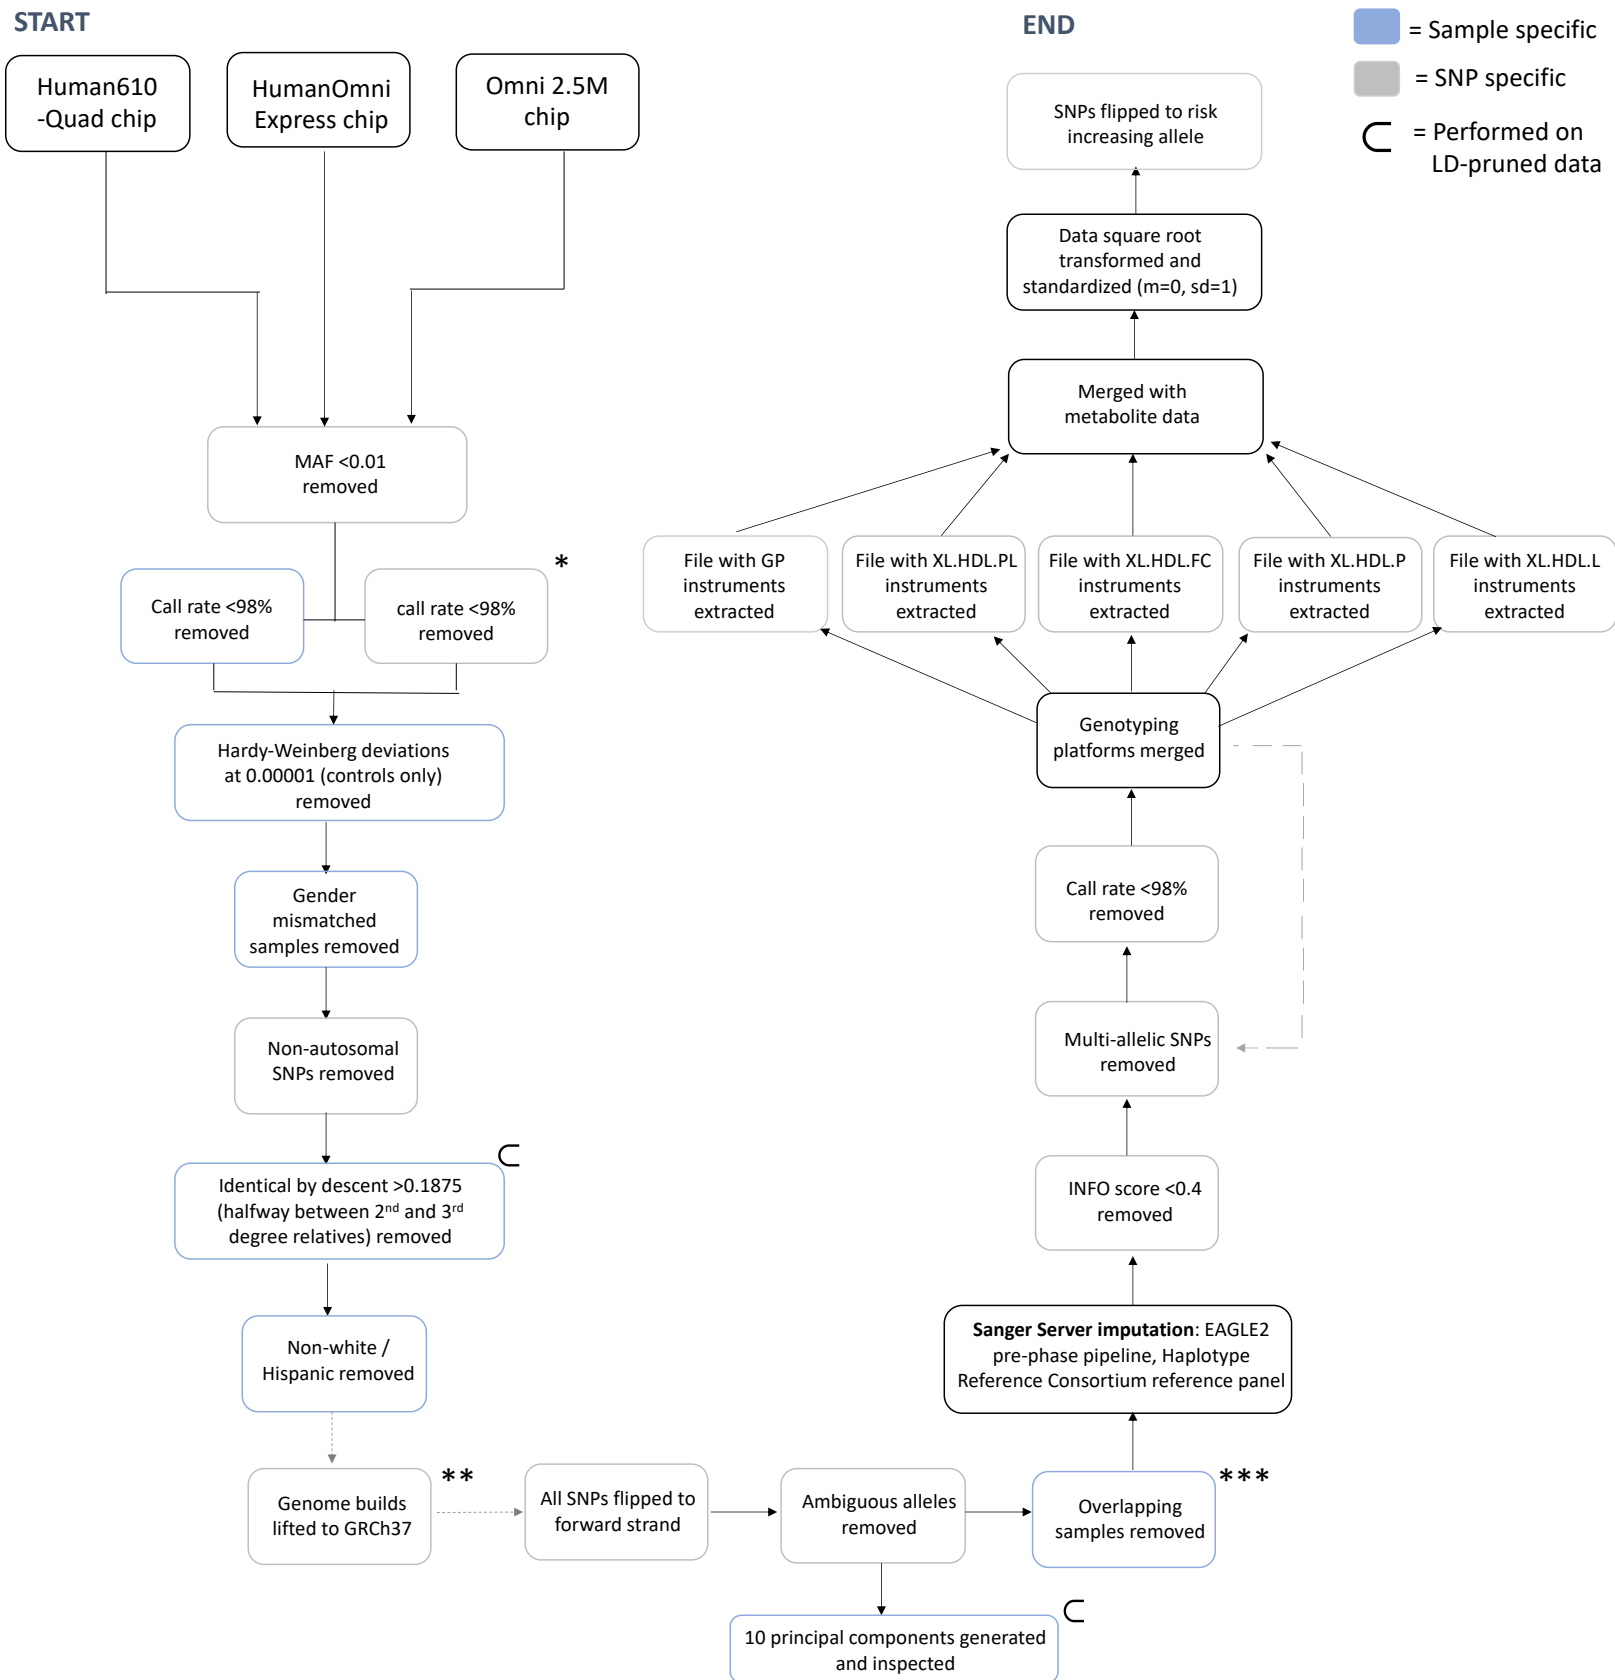 START
END
= Sample specific
= SNP specific
= Performed on
LD-pruned data
Human610
-Quad chip
HumanOmni
Express chip
Omni 2.5M
chip
MAF <0.01
removed
Call rate <98%
removed
call rate <98%
removed
*
Hardy-Weinberg deviations
at 0.00001 (controls only)
removed
Gender
mismatched
samples removed
Non-autosomal
SNPs removed
Identical by descent >0.1875
(halfway between 2nd and 3rd
degree relatives) removed
Non-white /
Hispanic removed
Genome builds
lifted to GRCh37
**
All SNPs flipped to
forward strand
Ambiguous alleles
removed
10 principal components generated
and inspected
Overlapping
samples removed
***
Sanger Server imputation: EAGLE2
pre-phase pipeline, Haplotype
Reference Consortium reference panel
INFO score <0.4
removed
Multi-allelic SNPs
removed
Call rate <98%
removed
Genotyping
platforms merged
File with GP
instruments
extracted
File with XL.HDL.PL
instruments
extracted
File with XL.HDL.FC
instruments
extracted
File with XL.HDL.P
instruments
extracted
File with XL.HDL.L
instruments
extracted
Merged with
metabolite data
Data square root
transformed and
standardized (m=0, sd=1)
SNPs flipped to risk
increasing allele